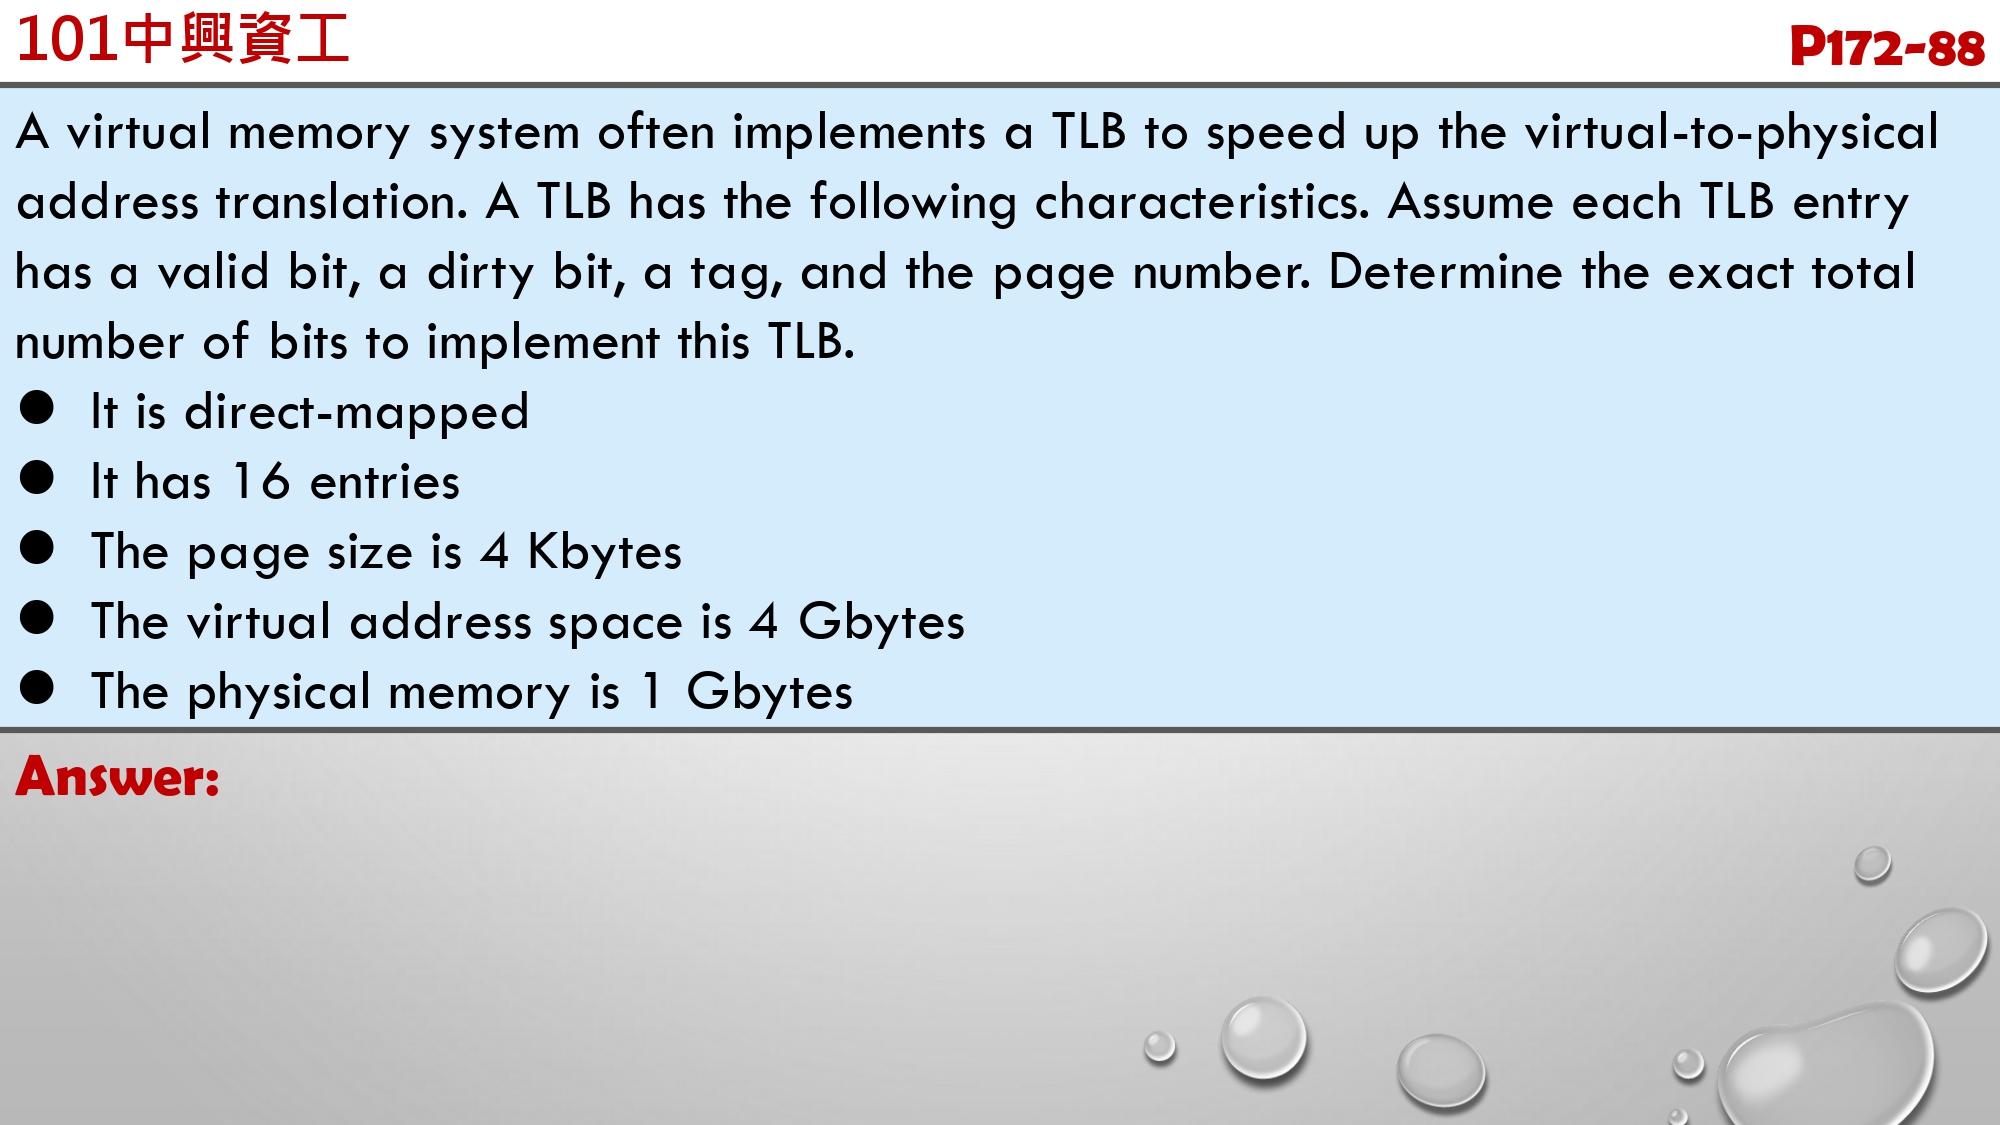 101中興資工
P172-88
A virtual memory system often implements a TLB to speed up the virtual-to-physical
address translation. A TLB has the following characteristics. Assume each TLB entry
has a valid bit, a dirty bit, a tag, and the page number. Determine the exact total
number of bits to implement this TLB.
● It is direct-mapped
● It has 16 entries
● The page size is 4 Kbytes
● The virtual address space is 4 Gbytes
● The physical memory is 1 Gbytes
Answer: